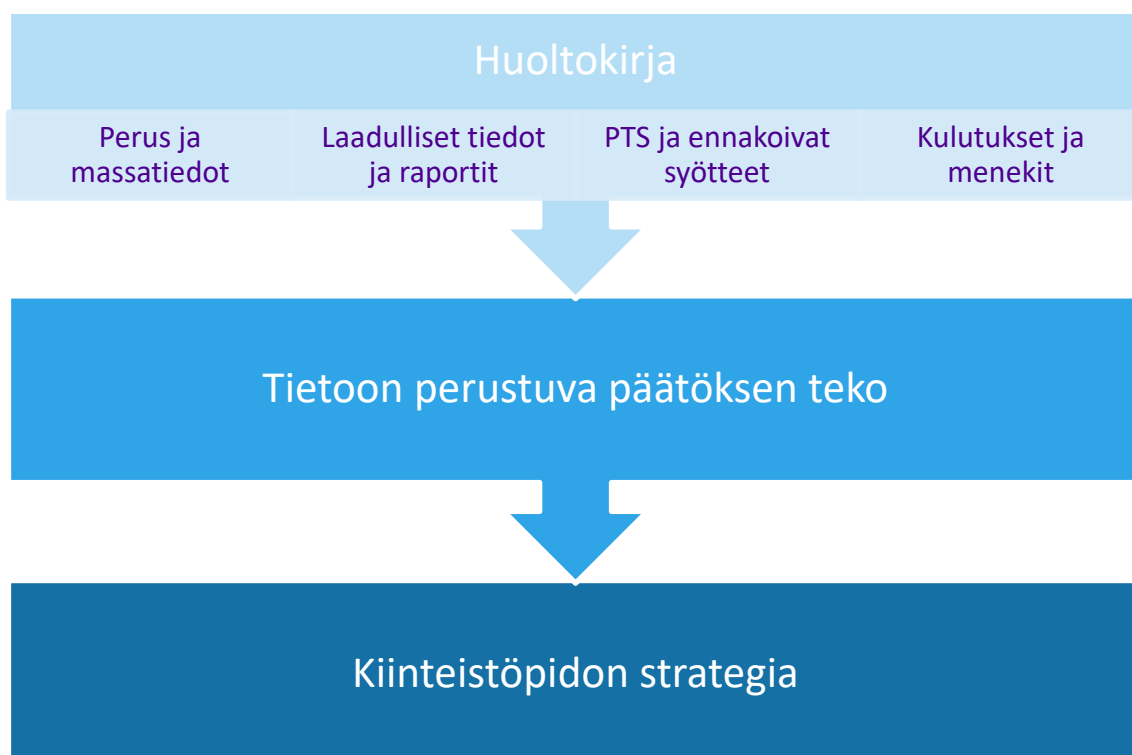 Huoltokirja
Perus ja
massatiedot
Laadulliset tiedot
ja raportit
PTS ja ennakoivat
syötteet
Kulutukset ja
menekit
Tietoon perustuva päätöksen teko
Kiinteistöpidon strategia